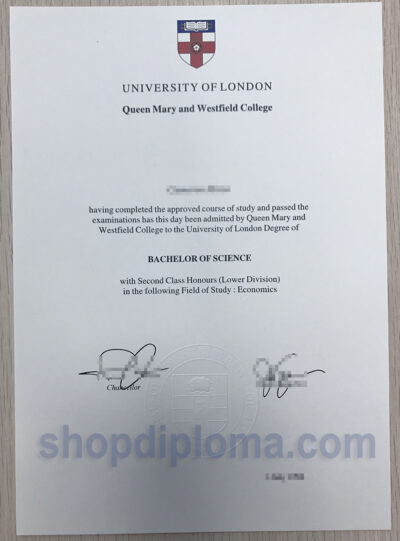 UNIVERSITY OF LONDON
Queen Mary and Westfield College
having completed the approved course of study and passed the
examinations has this day been admitted by Queen Mary and
Westfield College to the University of London Degree of
BACHELOR OF SCIENCE
with Second Class Honours (Lower Division)
in the following Field of Study : Economics
Chancellor
shopdiploma.com